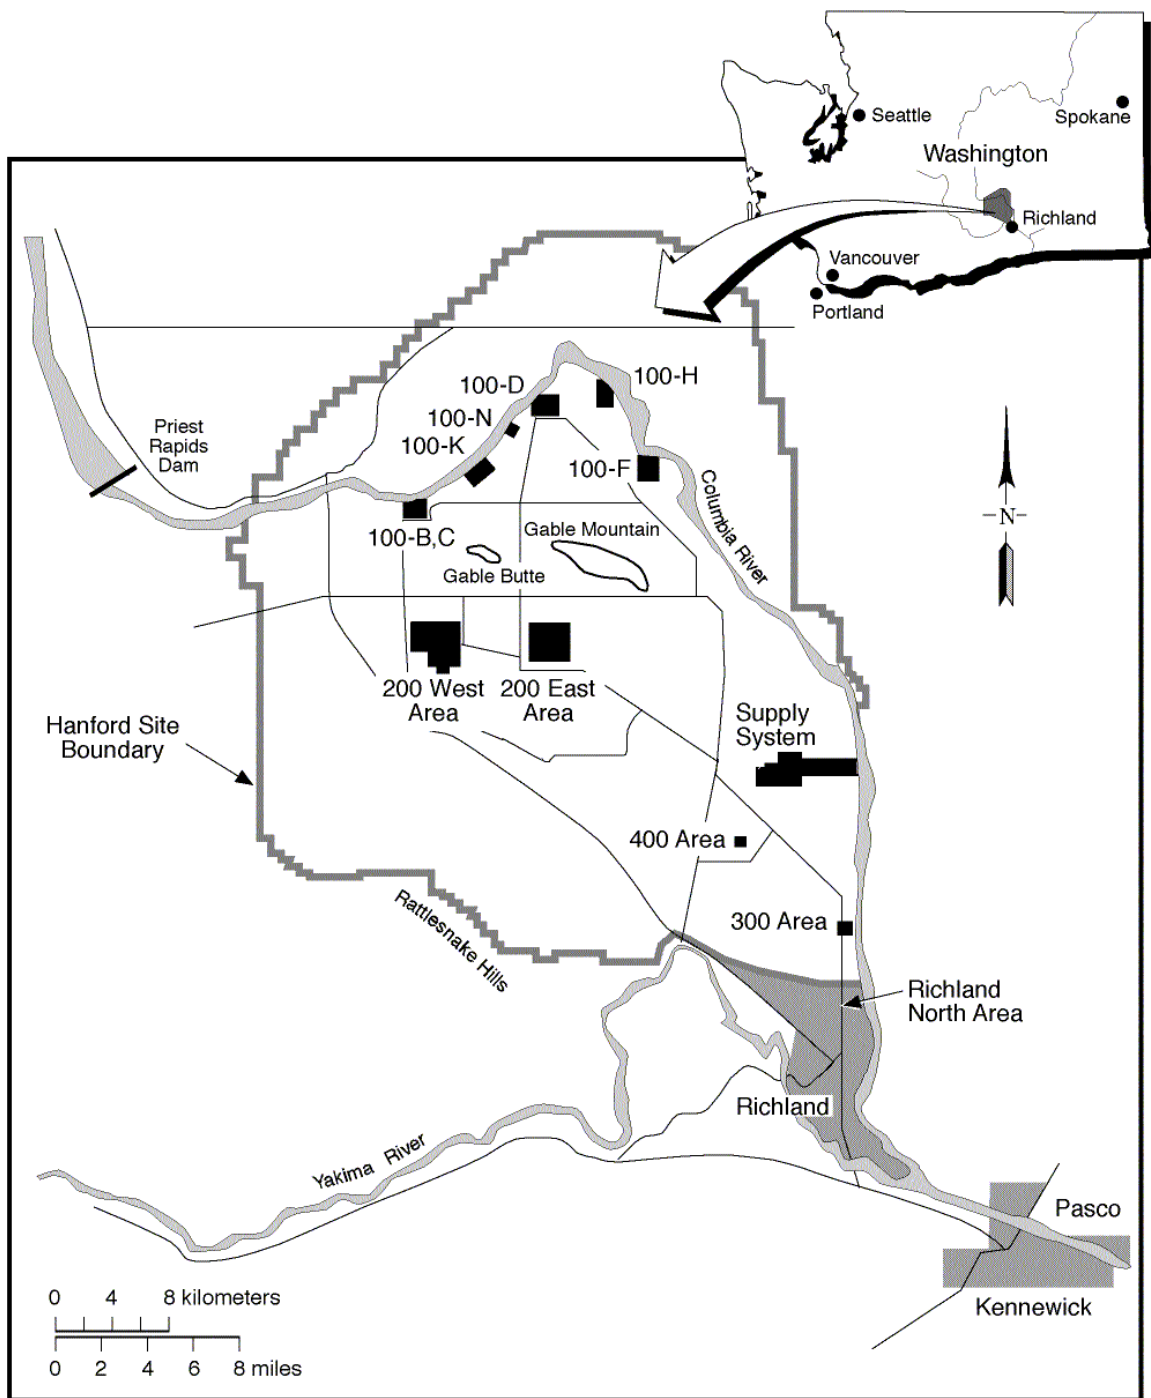 Seattle
Spokane
Washington
Richland
Vancouver
Portland
100-H
100-D
100-N
100-K
100-F
Priest
Rapids
Dam
Columbia River
N
100-B,C
Gable Mountain
Gable Butte
200 West
Area
200 East
Area
Hanford Site
Boundary
Supply
System
400 Area
300 Area
Rattlesnake Hills
Richland
North Area
Richland
Yakima River
Pasco
Kennewick
0 4 8 kilometers
0 2 4 6 8 miles